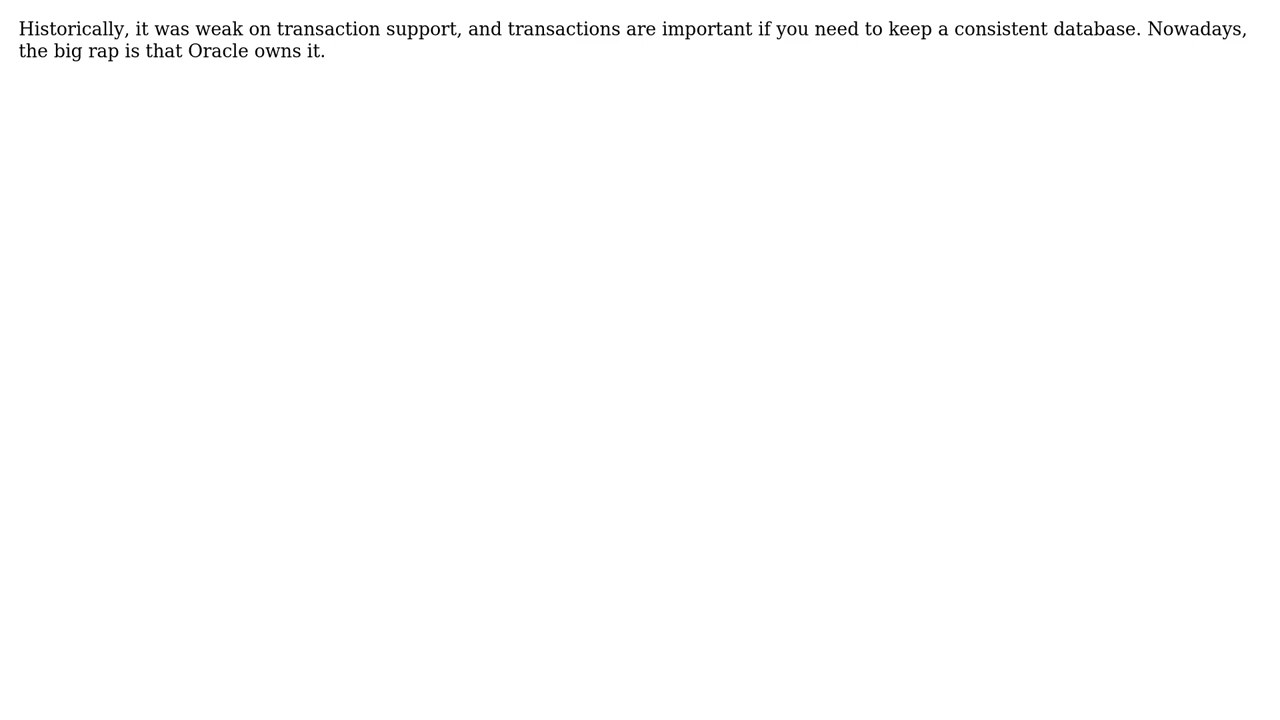 Historically, it was weak on transaction support, and transactions are important if you need to keep a consistent database. Nowadays,
the big rap is that Oracle owns it.